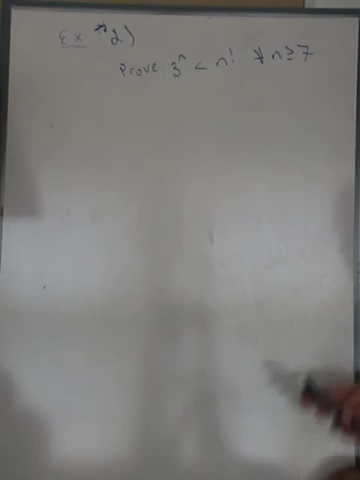 Ex #2)
Prove 3ⁿ < n! ∀ n ≥ 7